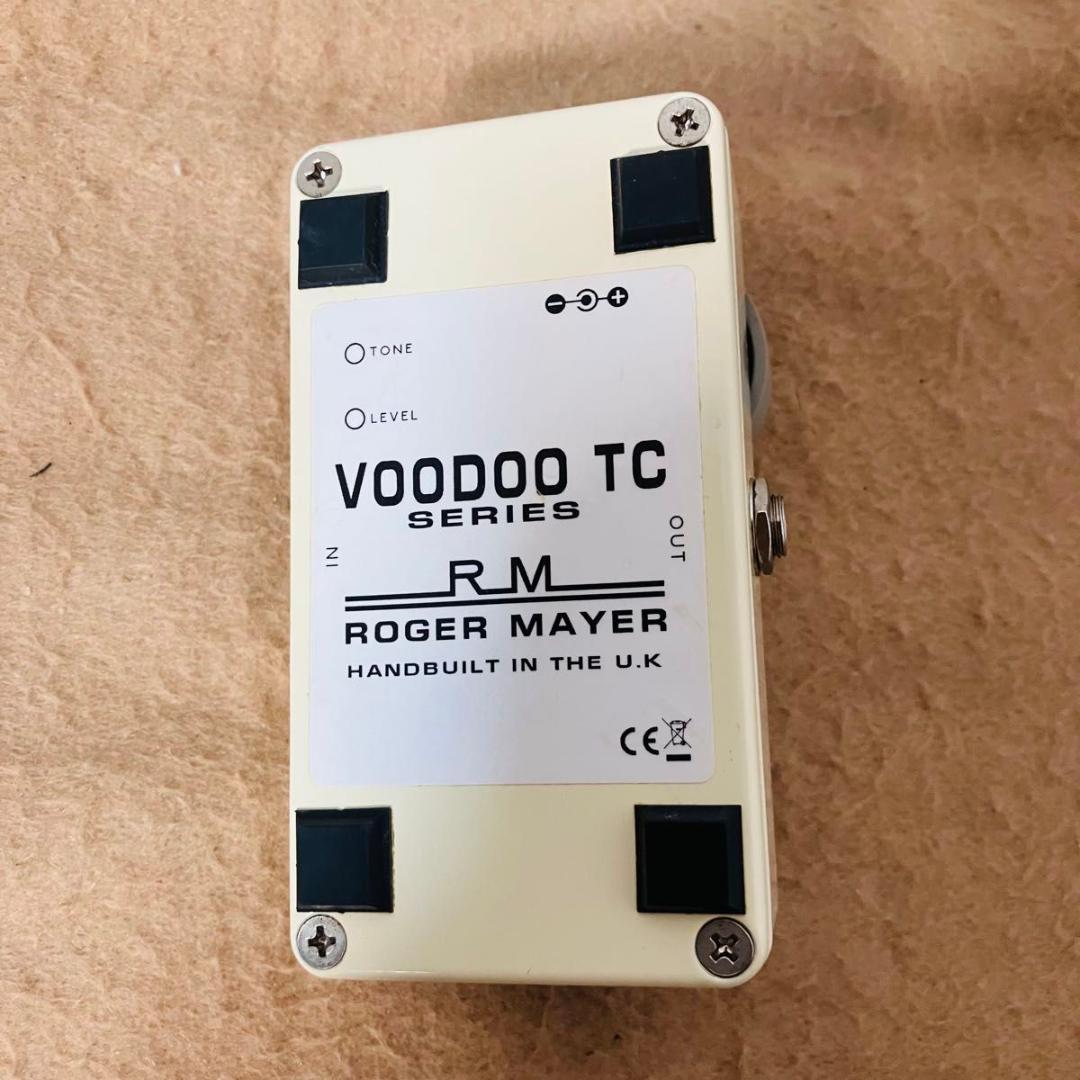 TONE
LEVEL
VOODOO TC
SERIES
IN
OUT
RM
ROGER MAYER
HANDBUILT IN THE U.K
CE